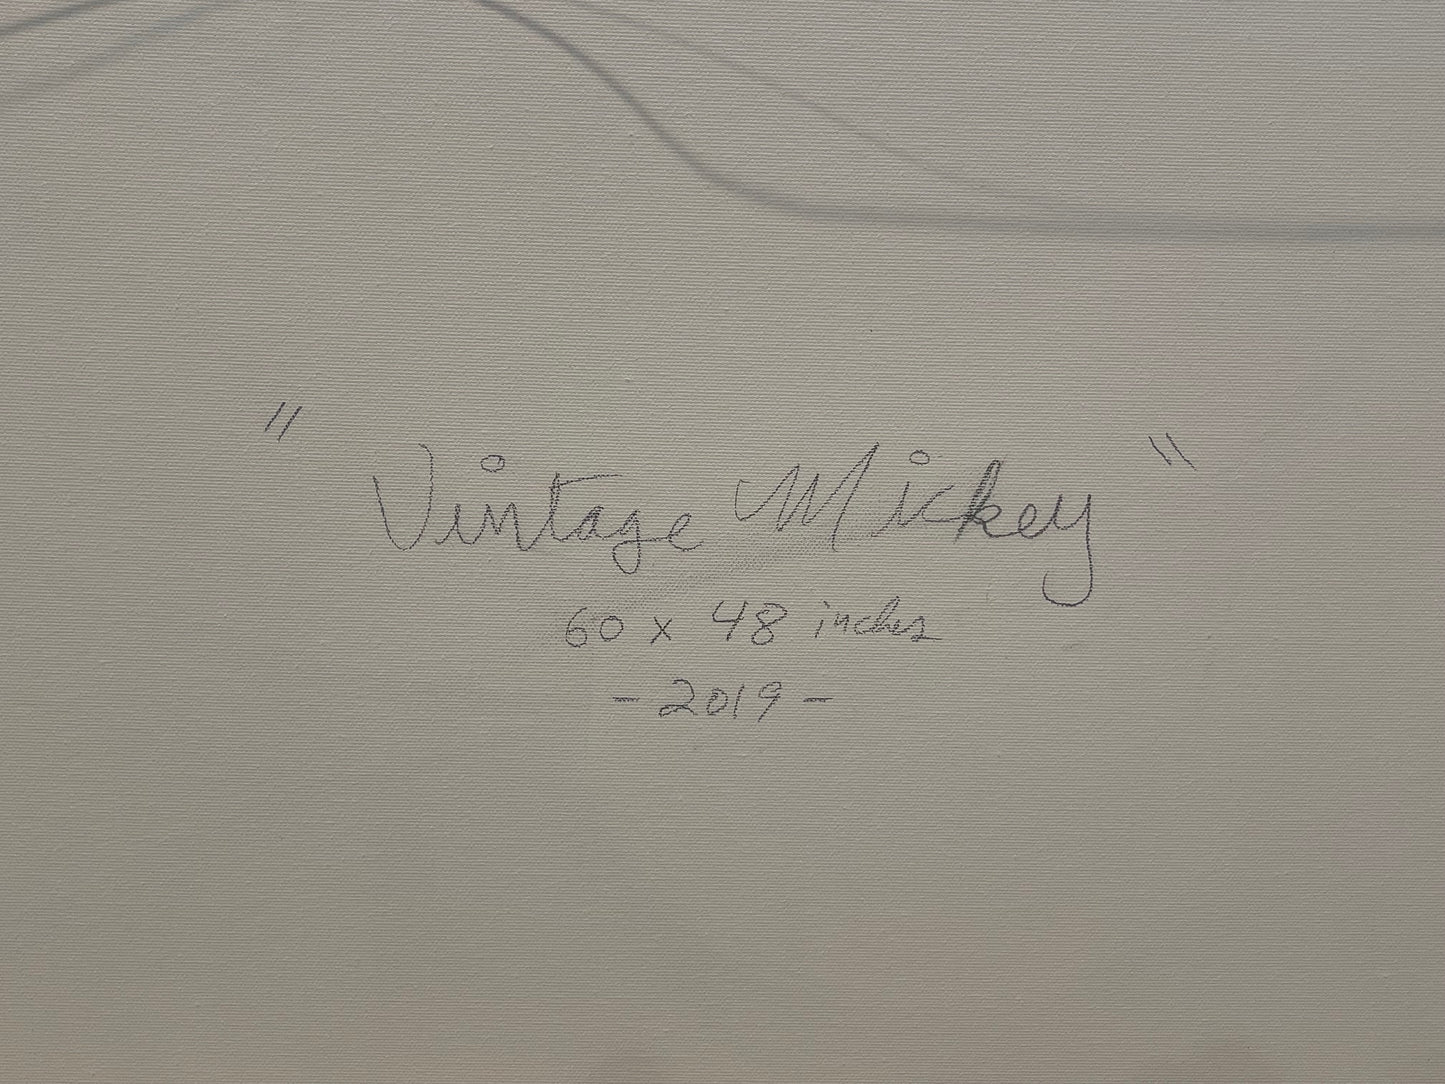 " Vintage Mickey "
60 x 48 inches
- 2019 -